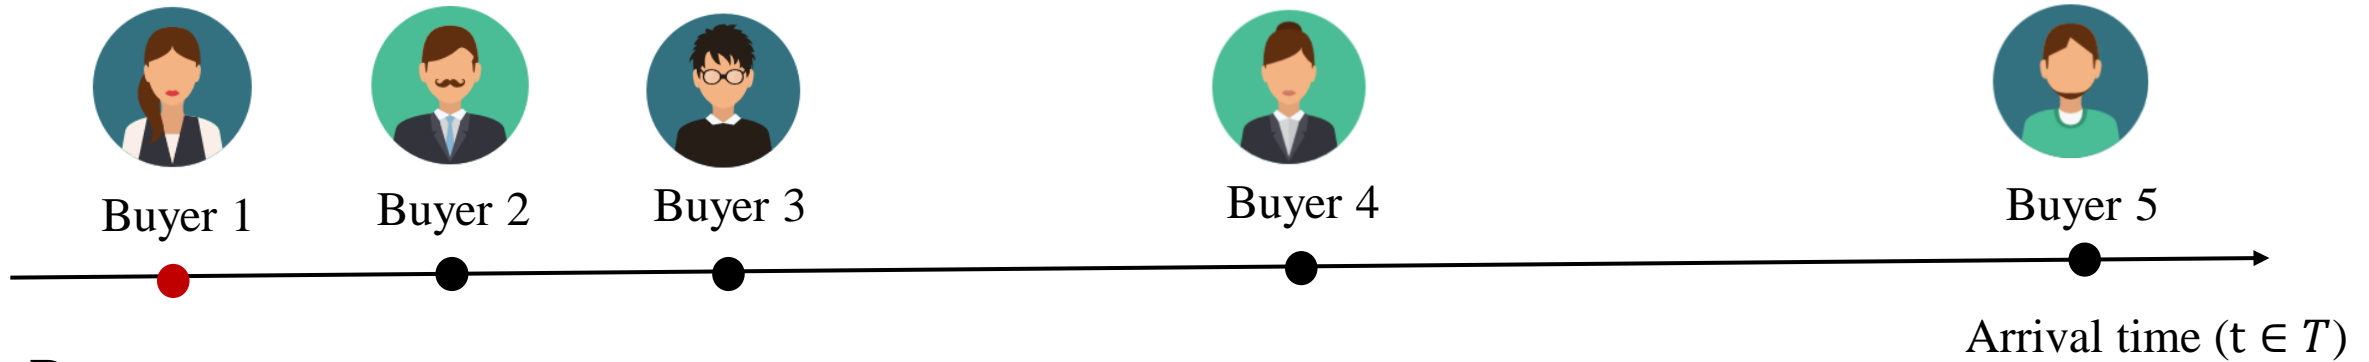 Buyer 1
Buyer 2
Buyer 3
Buyer 4
Buyer 5
Arrival time (t ∈ T)